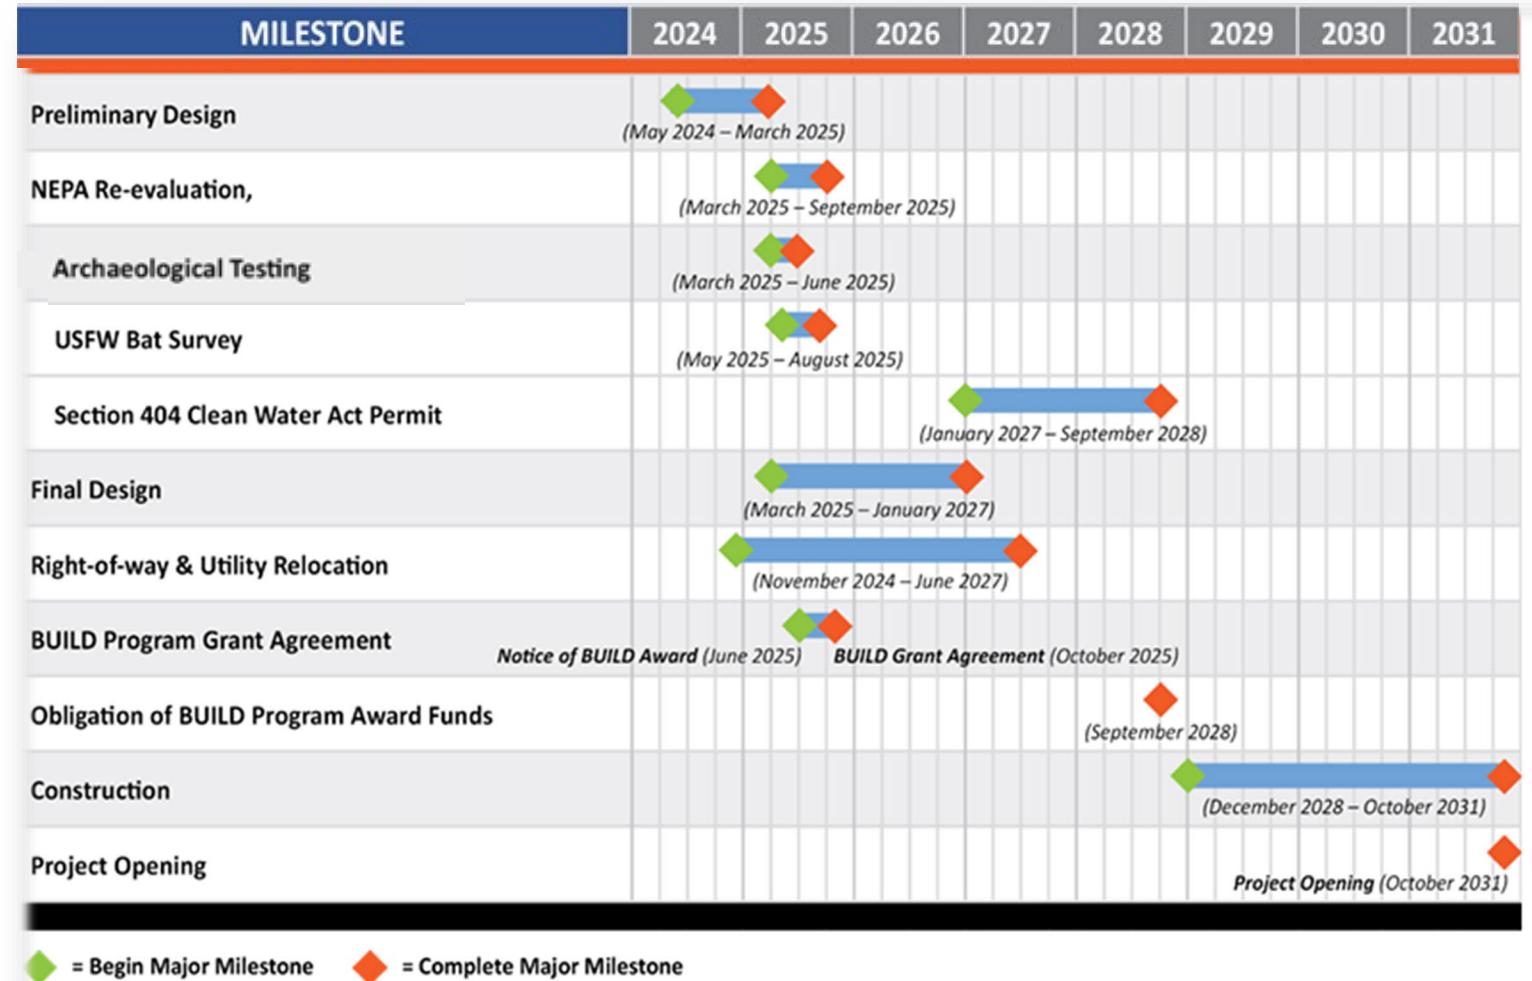 MILESTONE 2024 2025 2026 2027 2028 2029 2030 2031
Preliminary Design
(May 2024 – March 2025)
NEPA Re-evaluation,
(March 2025 – September 2025)
Archaeological Testing
(March 2025 – June 2025)
USFW Bat Survey
(May 2025 – August 2025)
Section 404 Clean Water Act Permit
(January 2027 – September 2028)
Final Design
(March 2025 – January 2027)
Right-of-way & Utility Relocation
(November 2024 – June 2027)
BUILD Program Grant Agreement
Notice of BUILD Award (June 2025) BUILD Grant Agreement (October 2025)
Obligation of BUILD Program Award Funds
(September 2028)
Construction
(December 2028 – October 2031)
Project Opening
Project Opening (October 2031)
= Begin Major Milestone = Complete Major Milestone